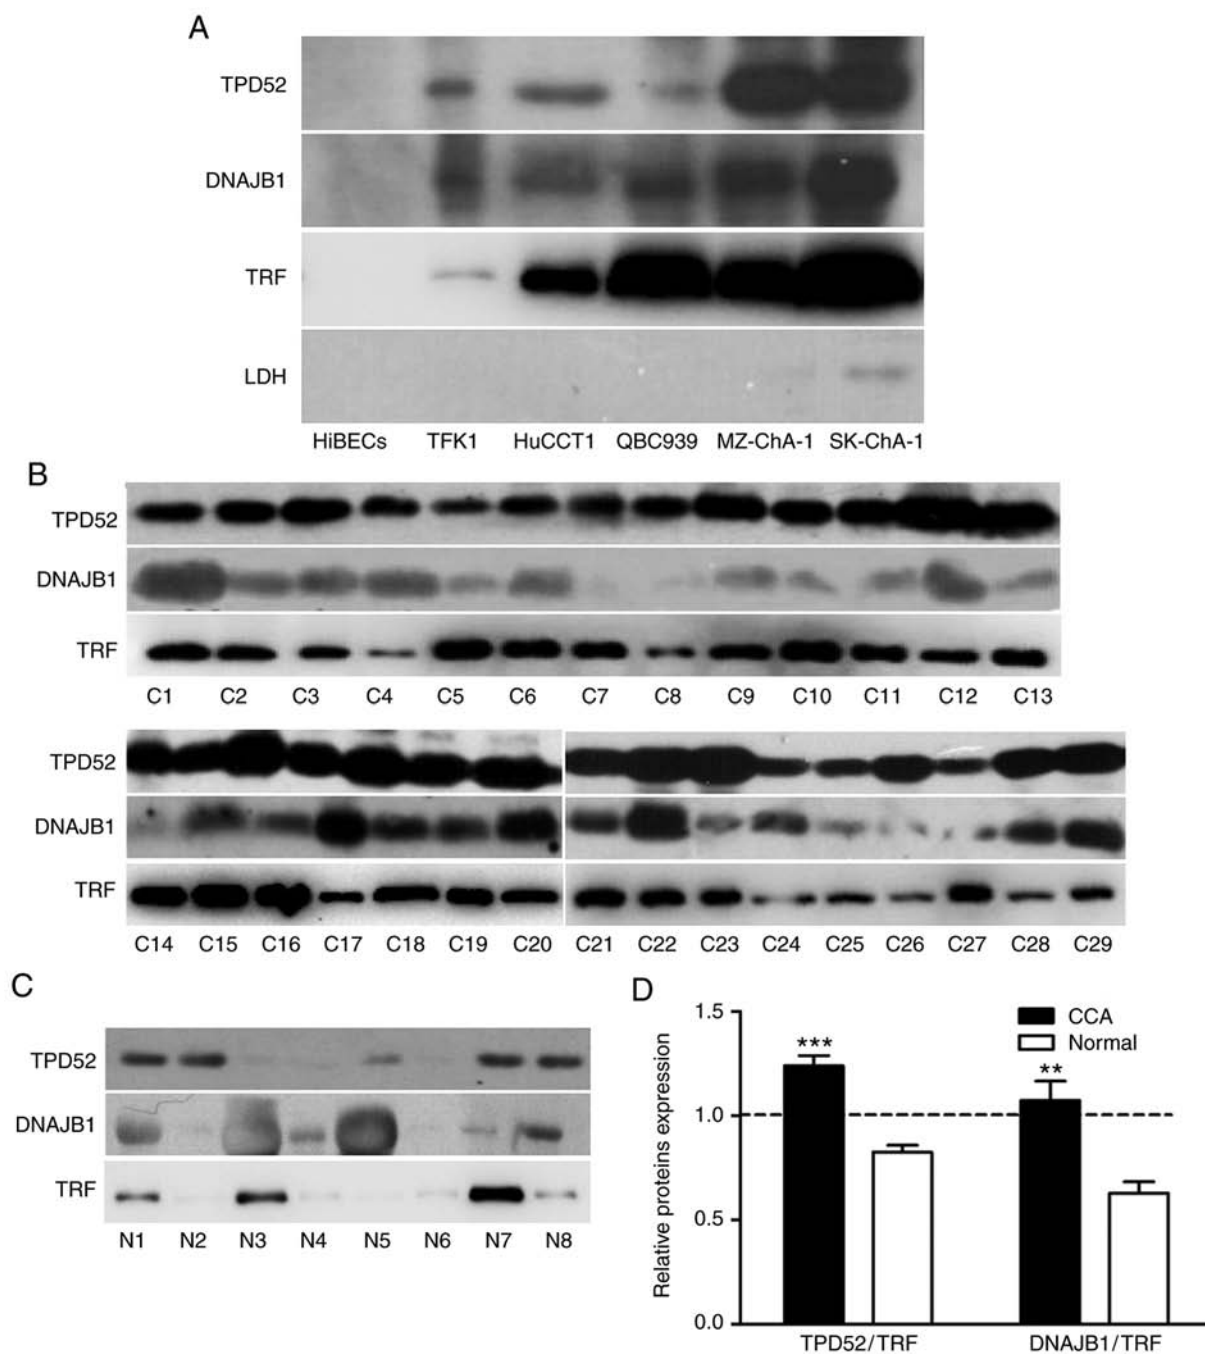 A
TPD52
DNAJB1
TRF
LDH
HiBECs TFK1 HuCCT1 QBC939 MZ-ChA-1 SK-ChA-1
B
TPD52
DNAJB1
TRF
C1 C2 C3 C4 C5 C6 C7 C8 C9 C10 C11 C12 C13
TPD52
DNAJB1
TRF
C14 C15 C16 C17 C18 C19 C20 C21 C22 C23 C24 C25 C26 C27 C28 C29
C
TPD52
DNAJB1
TRF
N1 N2 N3 N4 N5 N6 N7 N8
D
Relative proteins expression
1.5
1.0
0.5
0.0
CCA
Normal
***
**
TPD52/TRF DNAJB1/TRF